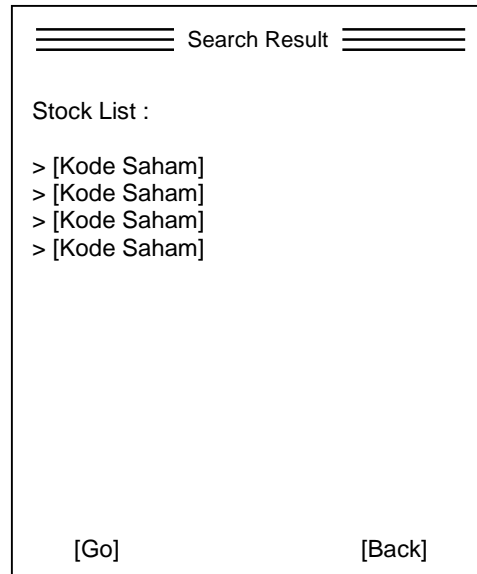 Search Result
Stock List :
> [Kode Saham]
> [Kode Saham]
> [Kode Saham]
> [Kode Saham]
[Go] [Back]